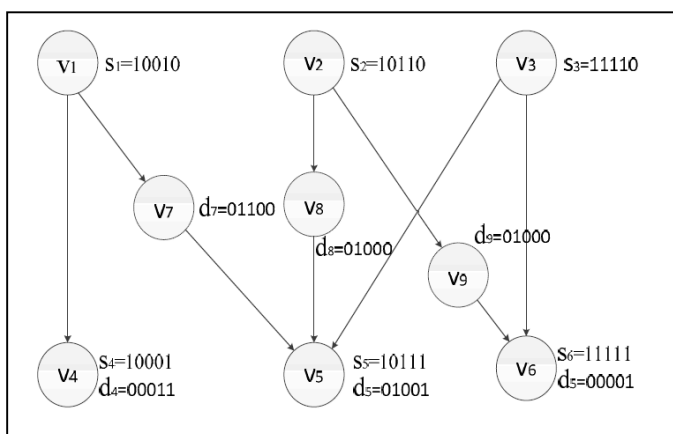 V1 s1=10010
V2 s2=10110
V3 s3=11110
V7 d7=01100
V8
d8=01000
d9=01000
V9
V4
s4=10001
d4=00011
V5
s5=10111
d5=01001
V6
s6=11111
d5=00001